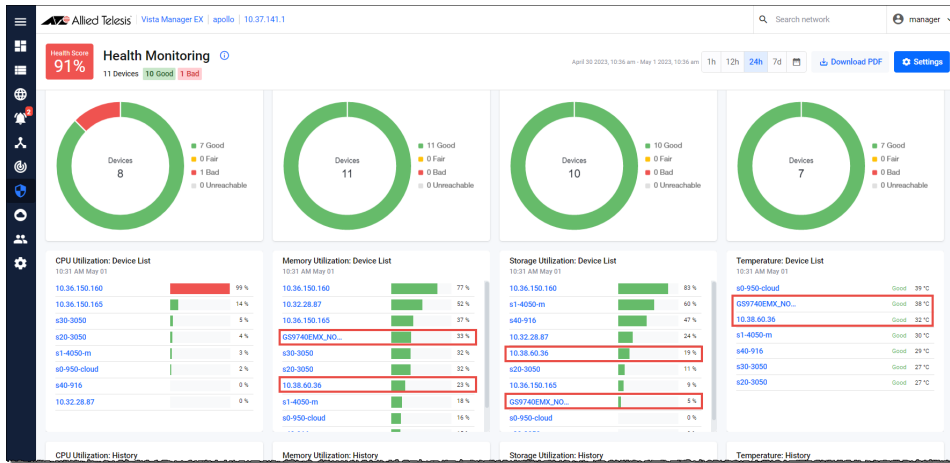 Allied Telesis Vista Manager EX apollo 10.37.141.1 Search network manager
Health Score
91%
Health Monitoring
11 Devices 10 Good 1 Bad
April 30 2023, 10:36 am - May 1 2023, 10:36 am 1h 12h 24h 7d Download PDF Settings
2
Devices
8
7 Good
0 Fair
1 Bad
0 Unreachable
Devices
11
11 Good
0 Fair
0 Bad
0 Unreachable
Devices
10
10 Good
0 Fair
0 Bad
0 Unreachable
Devices
7
7 Good
0 Fair
0 Bad
0 Unreachable
CPU Utilization: Device List
10:31 AM May 01
10.36.150.160 99 %
10.36.150.165 14 %
s30-3050 5 %
s20-3050 4 %
s1-4050-m 3 %
s0-950-cloud 2 %
s40-916 0 %
10.32.28.87 0 %
Memory Utilization: Device List
10:31 AM May 01
10.36.150.160 77 %
10.32.28.87 52 %
10.36.150.165 37 %
GS9740EMX_NO... 33 %
s30-3050 32 %
s20-3050 32 %
10.38.60.36 23 %
s1-4050-m 18 %
s0-950-cloud 16 %
Storage Utilization: Device List
10:31 AM May 01
10.36.150.160 83 %
s1-4050-m 60 %
s40-916 47 %
10.32.28.87 24 %
10.38.60.36 19 %
s20-3050 11 %
10.36.150.165 9 %
GS9740EMX_NO... 5 %
s0-950-cloud 0 %
Temperature: Device List
10:31 AM May 01
s0-950-cloud Good 39 °C
GS9740EMX_NO... Good 38 °C
10.38.60.36 Good 32 °C
s1-4050-m Good 30 °C
s40-916 Good 29 °C
s30-3050 Good 27 °C
s20-3050 Good 27 °C
CPU Utilization: History
Memory Utilization: History
Storage Utilization: History
Temperature: History